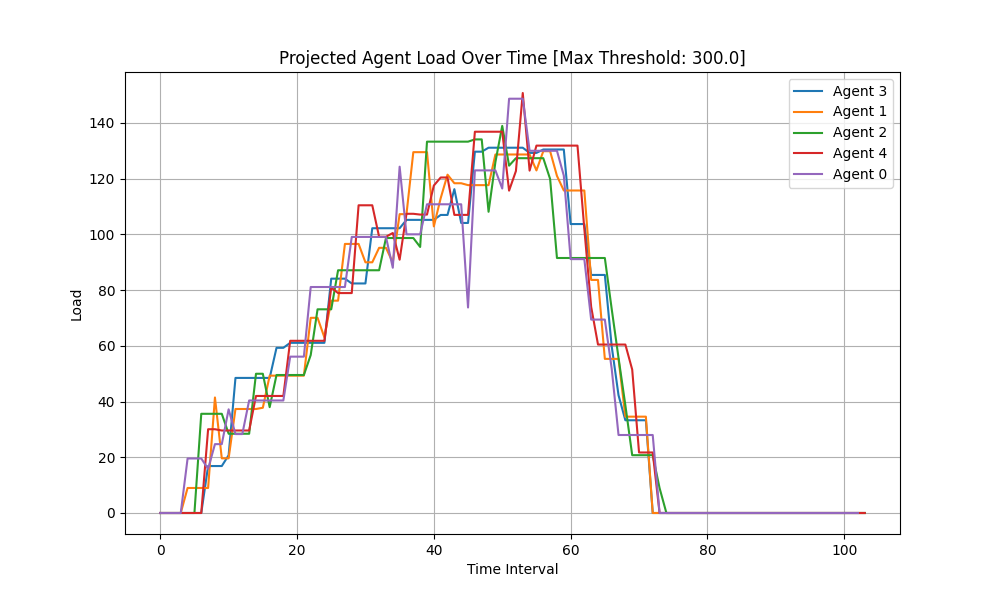 Projected Agent Load Over Time [Max Threshold: 300.0]
Agent 3
Agent 1
Agent 2
Agent 4
Agent 0
Load
140
120
100
80
60
40
20
0
0 20 40 60 80 100
Time Interval